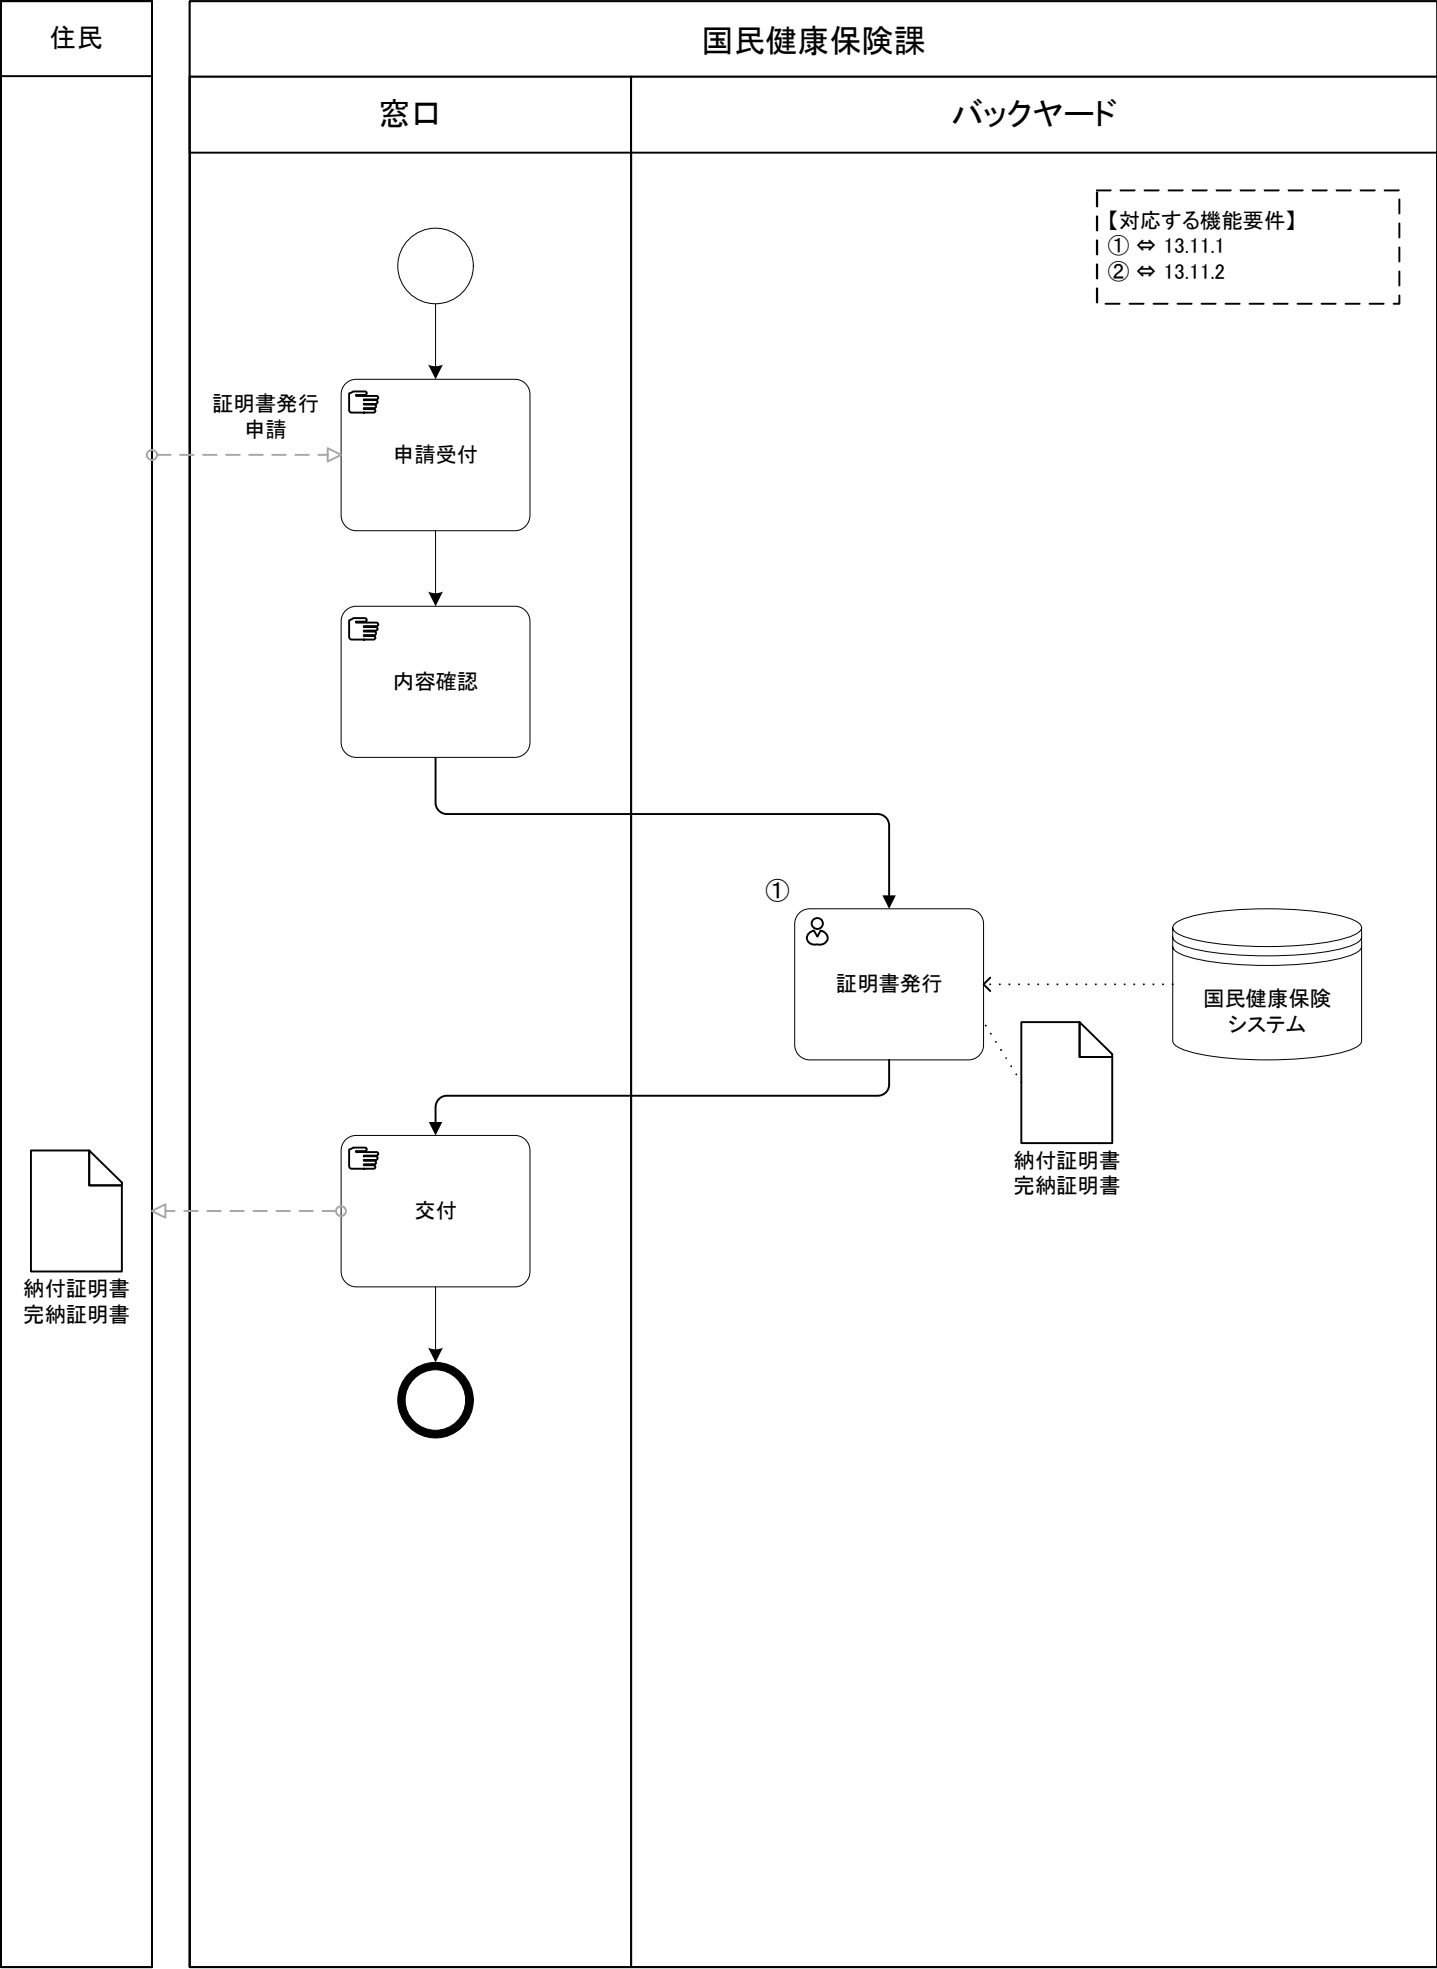 住民
国民健康保険課
窓口
バックヤード
【対応する機能要件】
① ⇔ 13.11.1
② ⇔ 13.11.2
証明書発行
申請
申請受付
内容確認
①
証明書発行
国民健康保険
システム
納付証明書
完納証明書
交付
納付証明書
完納証明書